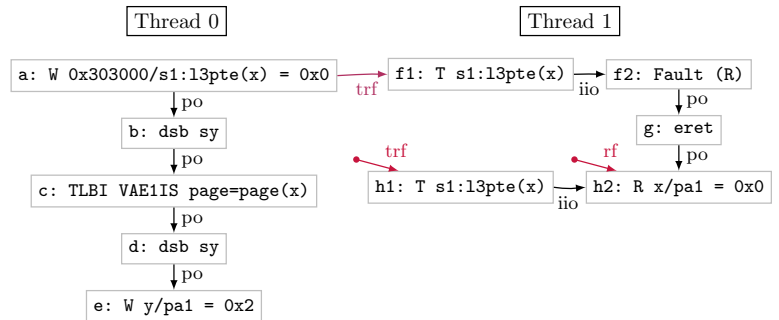 Thread 0
Thread 1
a: W 0x303000/s1:l3pte(x) = 0x0
trf
f1: T s1:l3pte(x)
iio
f2: Fault (R)
po
po
b: dsb sy
g: eret
po
trf
rf
po
c: TLBI VAE1IS page=page(x)
h1: T s1:l3pte(x)
iio
h2: R x/pa1 = 0x0
po
d: dsb sy
po
e: W y/pa1 = 0x2